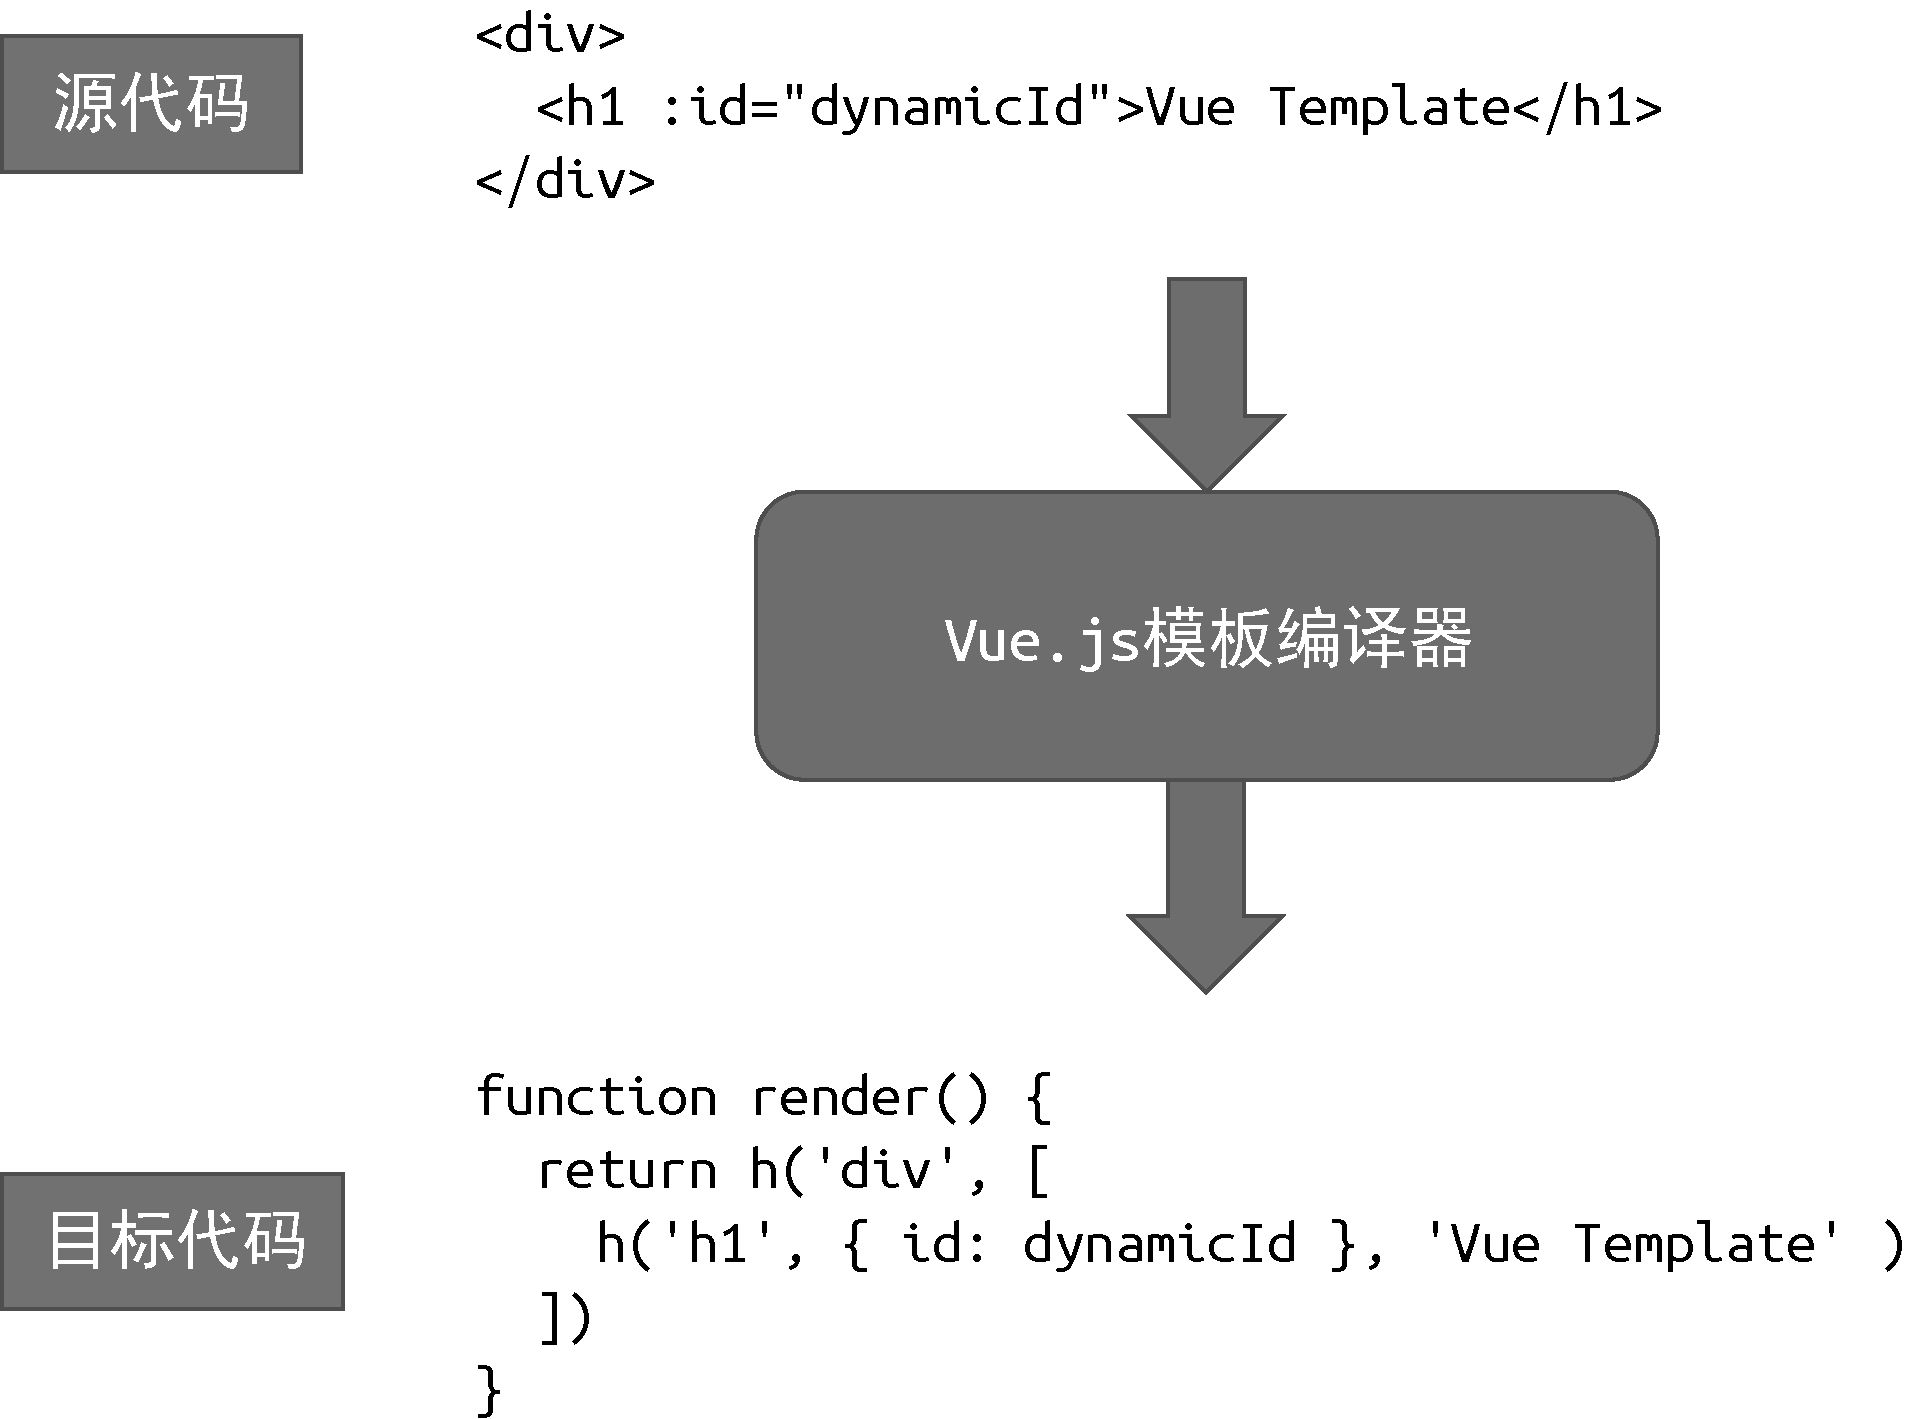 源代码
<div>
  <h1 :id="dynamicId">Vue Template</h1>
</div>
Vue.js模板编译器
目标代码
function render() {
  return h('div', [
    h('h1', { id: dynamicId }, 'Vue Template' )
  ])
}